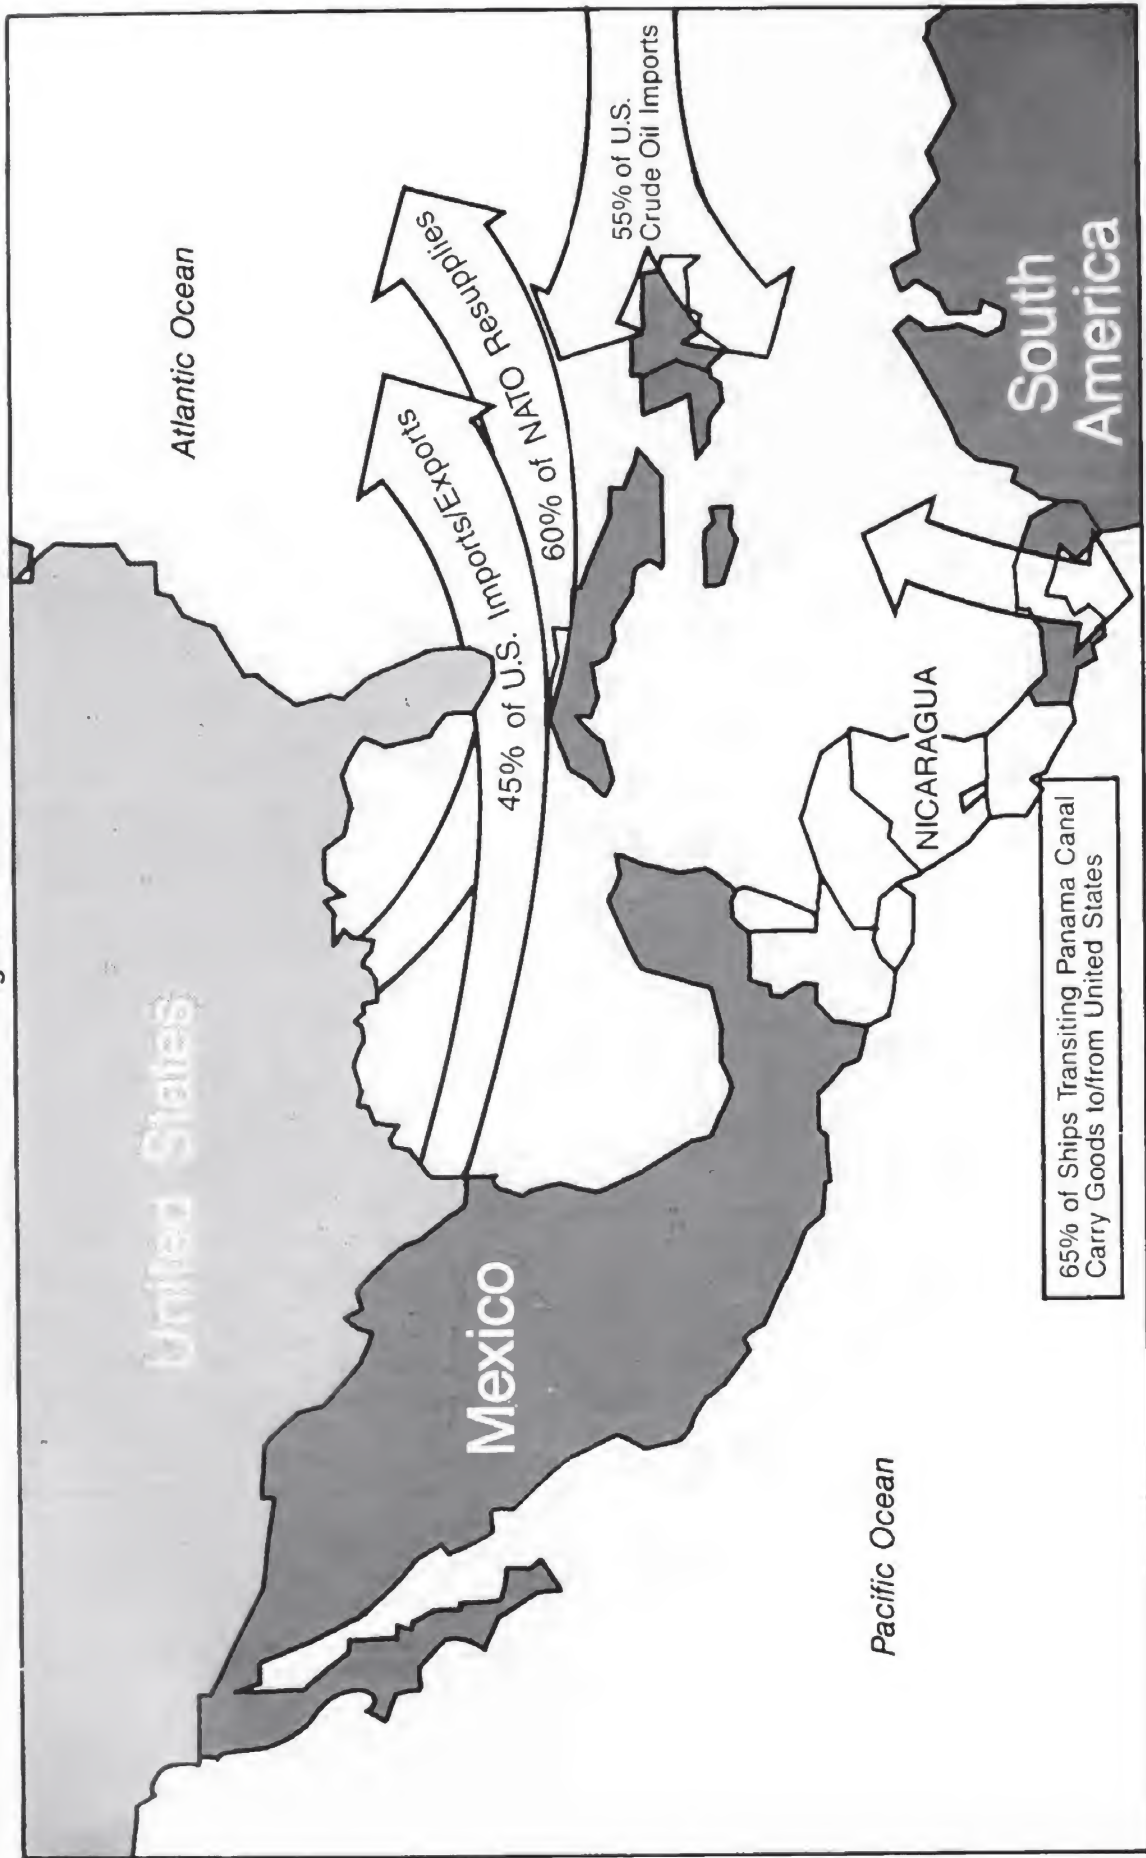 United States
Atlantic Ocean
45% of U.S. Imports/Exports
60% of NATO Resupplies
55% of U.S.
Crude Oil Imports
Mexico
NICARAGUA
South
America
Pacific Ocean
65% of Ships Transiting Panama Canal
Carry Goods to/from United States